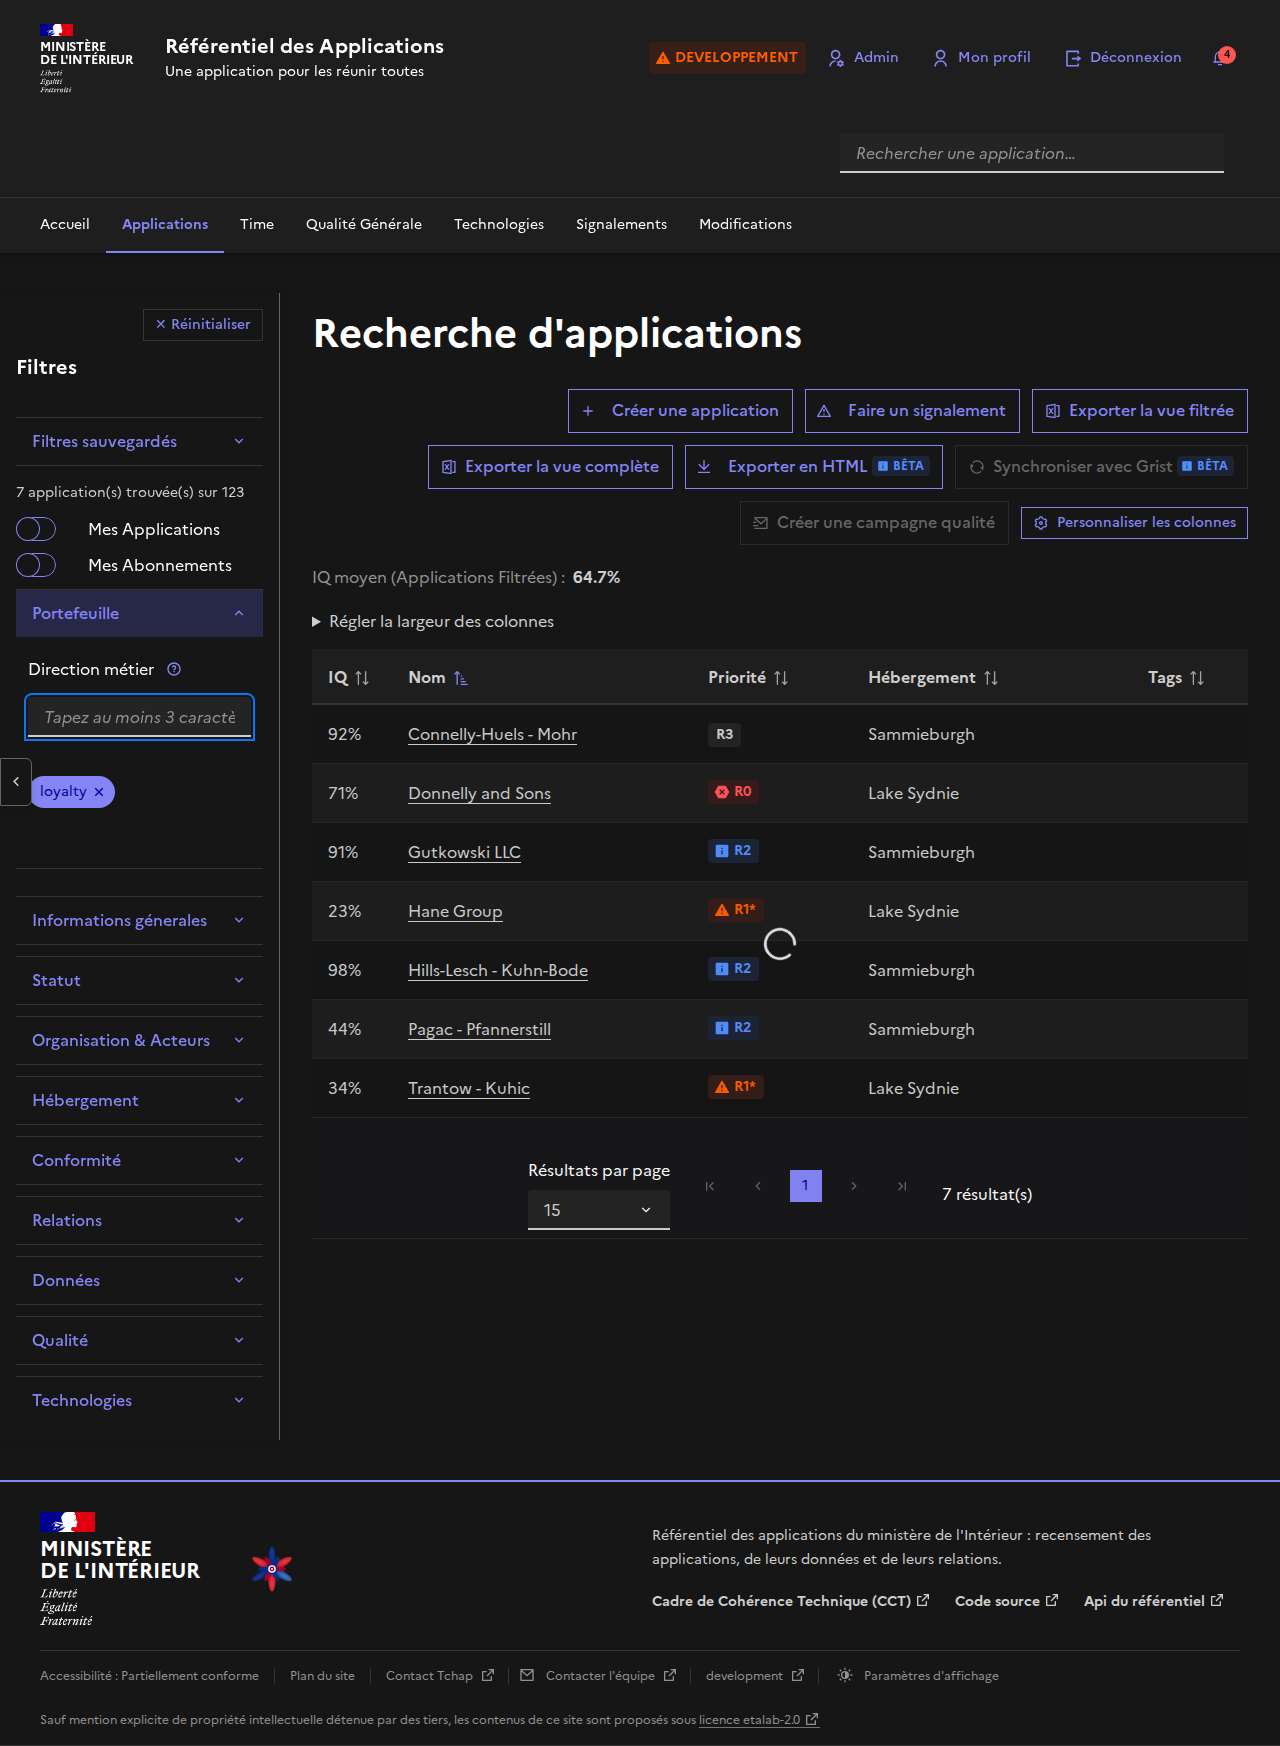 MINISTÈRE
DE L'INTÉRIEUR
Liberté
Égalité
Fraternité
Référentiel des Applications
Une application pour les réunir toutes
DEVELOPPEMENT
Admin
Mon profil
Déconnexion
4
Rechercher une application...
Accueil
Applications
Time
Qualité Générale
Technologies
Signalements
Modifications
Réinitialiser
Filtres
Filtres sauvegardés
7 application(s) trouvée(s) sur 123
Mes Applications
Mes Abonnements
Portefeuille
Direction métier
Tapez au moins 3 caractè
loyalty
Informations génerales
Statut
Organisation & Acteurs
Hébergement
Conformité
Relations
Données
Qualité
Technologies
Recherche d'applications
Créer une application
Faire un signalement
Exporter la vue filtrée
Exporter la vue complète
Exporter en HTML BÊTA
Synchroniser avec Grist BÊTA
Créer une campagne qualité
Personnaliser les colonnes
IQ moyen (Applications Filtrées) : 64.7%
Régler la largeur des colonnes
IQ Nom Priorité Hébergement Tags
92% Connelly-Huels - Mohr R3 Sammieburgh
71% Donnelly and Sons R0 Lake Sydnie
91% Gutkowski LLC R2 Sammieburgh
23% Hane Group R1* Lake Sydnie
98% Hills-Lesch - Kuhn-Bode R2 Sammieburgh
44% Pagac - Pfannerstill R2 Sammieburgh
34% Trantow - Kuhic R1* Lake Sydnie
Résultats par page
15
1
7 résultat(s)
MINISTÈRE
DE L'INTÉRIEUR
Liberté
Égalité
Fraternité
Référentiel des applications du ministère de l'Intérieur : recensement des
applications, de leurs données et de leurs relations.
Cadre de Cohérence Technique (CCT)
Code source
Api du référentiel
Accessibilité : Partiellement conforme
Plan du site
Contact Tchap
Contacter l'équipe
development
Paramètres d'affichage
Sauf mention explicite de propriété intellectuelle détenue par des tiers, les contenus de ce site sont proposés sous licence etalab-2.0